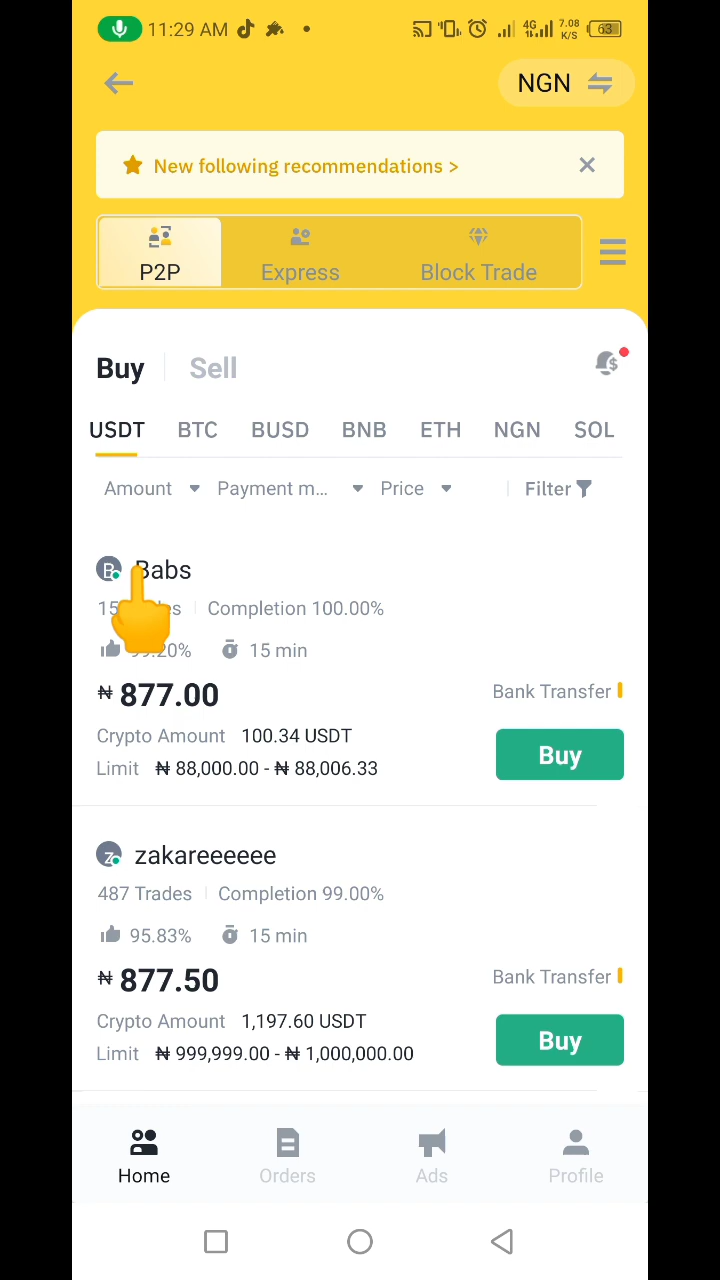 11:29 AM 4G 7.08 K/S 63
NGN
New following recommendations >
P2P Express Block Trade
Buy Sell
USDT BTC BUSD BNB ETH NGN SOL
Amount Payment m... Price Filter
B Babs
Completion 100.00%
15 min
₦ 877.00 Bank Transfer
Crypto Amount 100.34 USDT
Buy
Limit ₦ 88,000.00 - ₦ 88,006.33
z zakareeeeee
487 Trades Completion 99.00%
95.83% 15 min
₦ 877.50 Bank Transfer
Crypto Amount 1,197.60 USDT
Buy
Limit ₦ 999,999.00 - ₦ 1,000,000.00
Home Orders Ads Profile